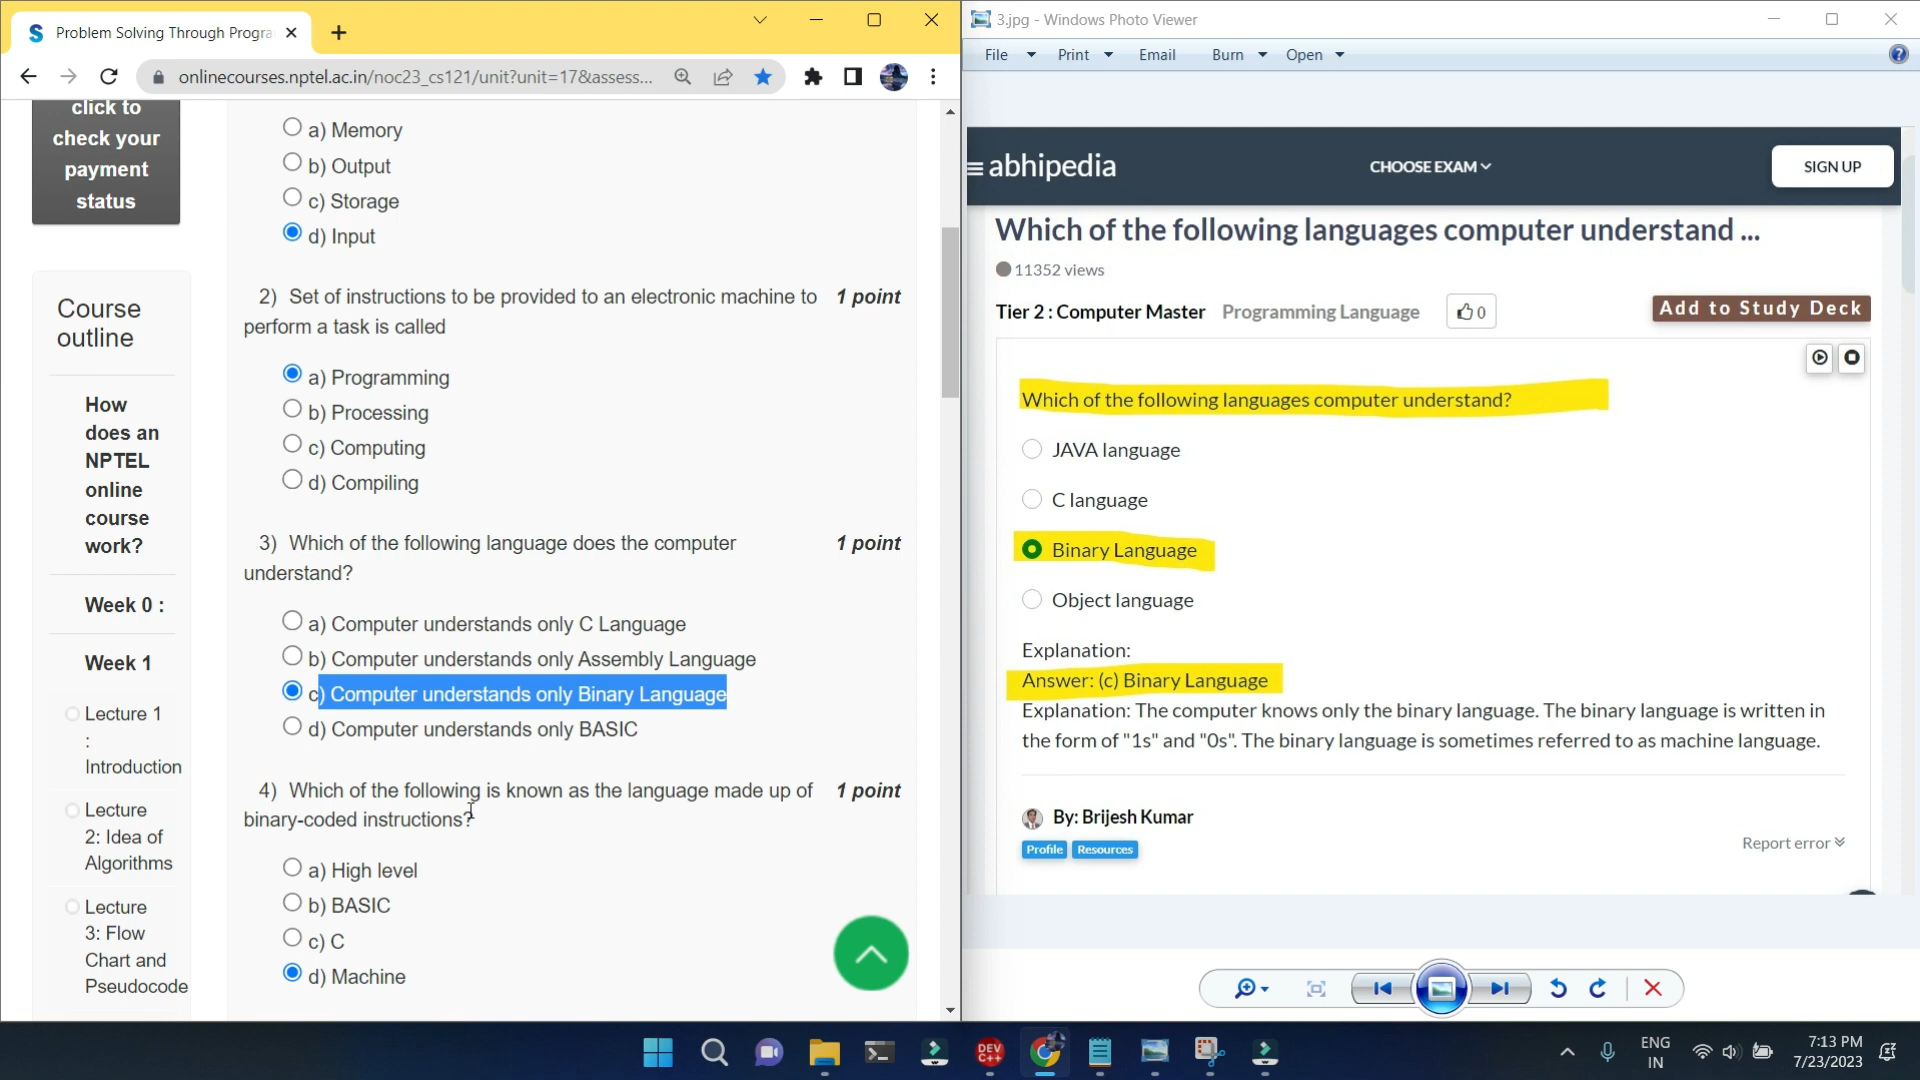 Problem Solving Through Progra
onlinecourses.nptel.ac.in/noc23_cs121/unit?unit=17&assess...
click to
check your
payment
status
Course
outline
How
does an
NPTEL
online
course
work?
Week 0 :
Week 1
Lecture 1
:
Introduction
Lecture
2: Idea of
Algorithms
Lecture
3: Flow
Chart and
Pseudocode
a) Memory
b) Output
c) Storage
d) Input
2) Set of instructions to be provided to an electronic machine to 1 point
perform a task is called
a) Programming
b) Processing
c) Computing
d) Compiling
3) Which of the following language does the computer 1 point
understand?
a) Computer understands only C Language
b) Computer understands only Assembly Language
c) Computer understands only Binary Language
d) Computer understands only BASIC
4) Which of the following is known as the language made up of 1 point
binary-coded instructions?
a) High level
b) BASIC
c) C
d) Machine
3.jpg - Windows Photo Viewer
File Print Email Burn Open
abhipedia CHOOSE EXAM SIGN UP
Which of the following languages computer understand ...
11352 views
Tier 2 : Computer Master Programming Language 0 Add to Study Deck
Which of the following languages computer understand?
JAVA language
C language
Binary Language
Object language
Explanation:
Answer: (c) Binary Language
Explanation: The computer knows only the binary language. The binary language is written in
the form of "1s" and "0s". The binary language is sometimes referred to as machine language.
By: Brijesh Kumar
Profile Resources
Report error
DEV
C++
ENG
IN
7:13 PM
7/23/2023